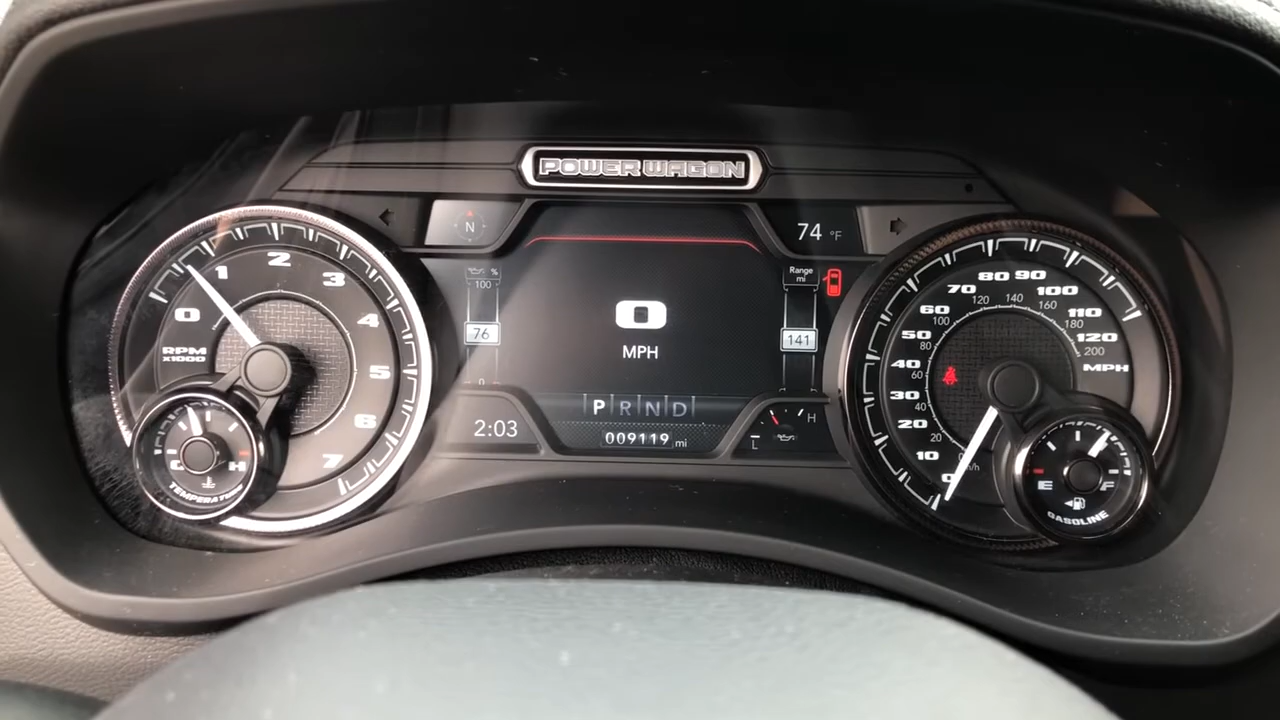 POWER WAGON
N
74 °F
% 
100
76
0
Range
mi
141
0
MPH
P R N D
2:03
009119 mi
H
L
0
1
2
3
4
5
6
7
RPM
X1000
H
TEMPERATURE
0
10
20
30
40
50
60
70
80
90
100
110
120
MPH
20
40
60
80
100
120
140
160
180
200
E
F
GASOLINE